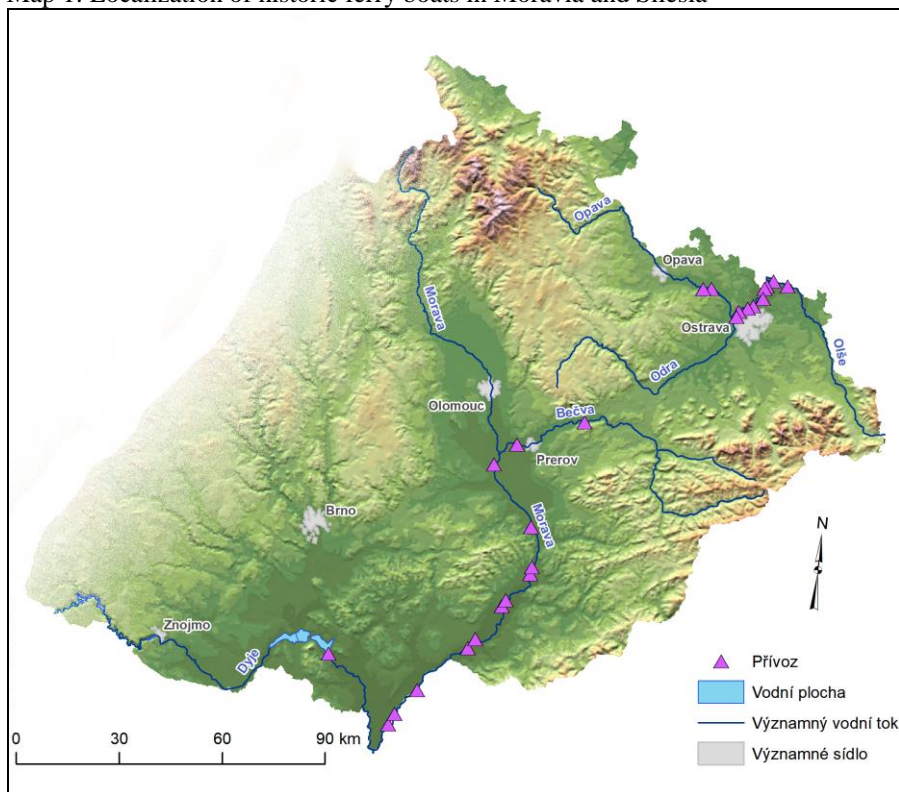 Map 1. Localization of historic ferry boats in Moravia and Silesia
Opava
Opava
Morava
Ostrava
Olše
Odra
Olomouc
Bečva
Prerov
Morava
Brno
N
Znojmo
Dyje
Přívoz
Vodní plocha
Významný vodní tok
Významné sídlo
0 30 60 90 km